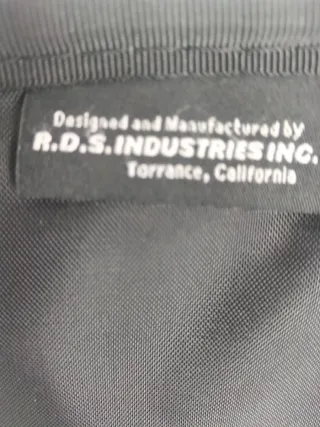 Designed and Manufactured by
R.D.S. INDUSTRIES INC.
Torrance, California